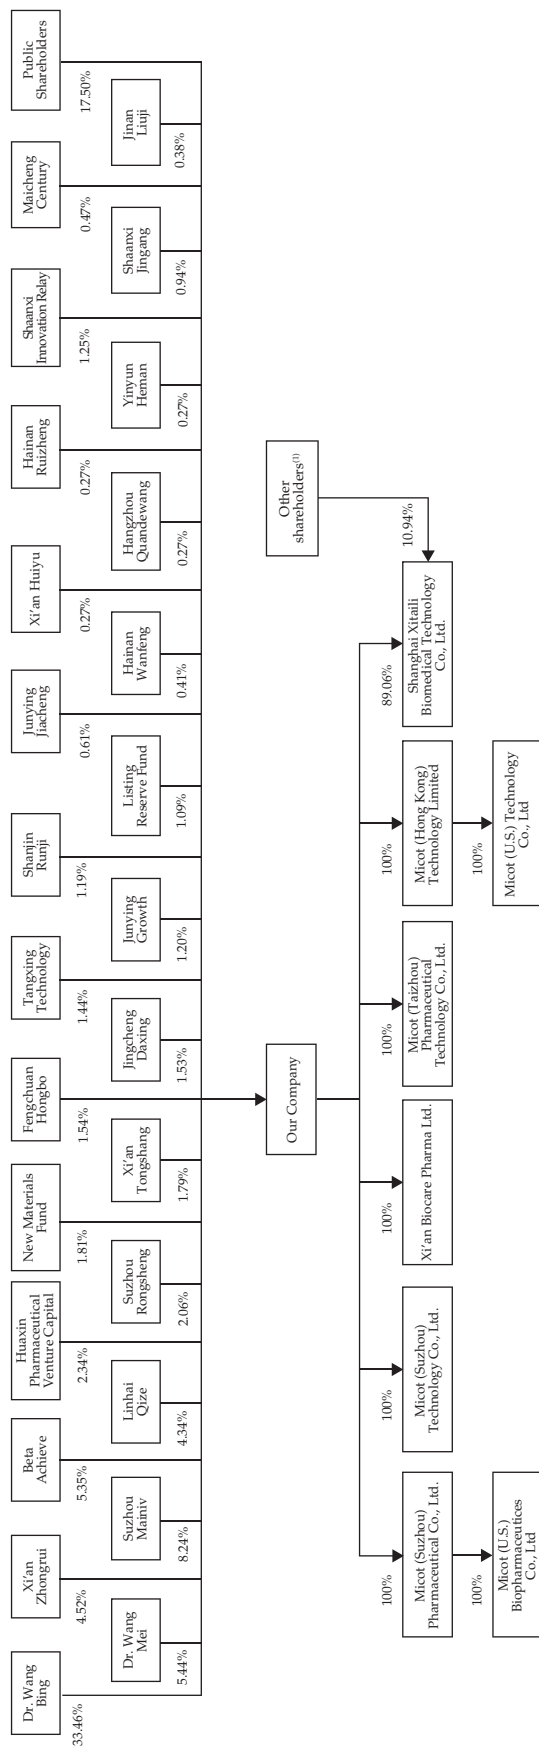 Dr. Wang
Bing
33.46%
Xi'an
Zhongrui
4.52%
Beta
Achieve
5.35%
Huaxin
Pharmaceutical
Venture Capital
2.34%
New Materials
Fund
1.81%
Fengchuan
Hongbo
1.54%
Tangxing
Technology
1.44%
Shanjin
Runji
1.19%
Junying
Jiacheng
0.61%
Xi'an Huiyu
0.27%
Hainan
Ruizheng
0.27%
Shaanxi
Innovation Relay
1.25%
Maicheng
Century
0.47%
Public
Shareholders
17.50%
Dr. Wang
Mei
5.44%
Suzhou
Mainiv
8.24%
Linhai
Qize
4.34%
Suzhou
Rongsheng
2.06%
Xi'an
Tongshang
1.79%
Jingcheng
Daxing
1.53%
Junying
Growth
1.20%
Listing
Reserve Fund
1.09%
Hainan
Wanfeng
0.41%
Hangzhou
Quandewang
0.27%
Yinyun
Heman
0.27%
Shaanxi
Jingang
0.94%
Jinan
Liuji
0.38%
Our Company
Other
shareholders(1)
100%
Micot (Suzhou)
Pharmaceutical Co., Ltd.
100%
Micot (Suzhou)
Technology Co., Ltd.
100%
Xi'an Biocare Pharma Ltd.
100%
Micot (Taizhou)
Pharmaceutical
Technology Co., Ltd.
100%
Micot (Hong Kong)
Technology Limited
89.06%
10.94%
Shanghai Xitaili
Biomedical Technology
Co., Ltd.
100%
Micot (U.S.)
Biopharmaceutices
Co., Ltd
100%
Micot (U.S.) Technology
Co., Ltd